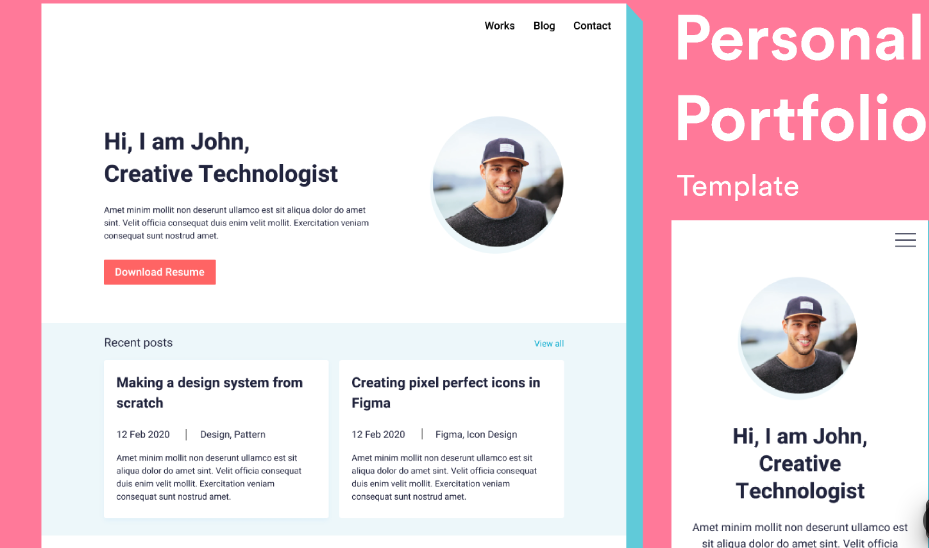 Works Blog Contact
Hi, I am John,
Creative Technologist
Amet minim mollit non deserunt ullamco est sit aliqua dolor do amet
sint. Velit officia consequat duis enim velit mollit. Exercitation veniam
consequat sunt nostrud amet.
Download Resume
Recent posts
View all
Making a design system from
scratch
12 Feb 2020 | Design, Pattern
Amet minim mollit non deserunt ullamco est sit
aliqua dolor do amet sint. Velit officia consequat
duis enim velit mollit. Exercitation veniam
consequat sunt nostrud amet.
Creating pixel perfect icons in
Figma
12 Feb 2020 | Figma, Icon Design
Amet minim mollit non deserunt ullamco est sit
aliqua dolor do amet sint. Velit officia consequat
duis enim velit mollit. Exercitation veniam
consequat sunt nostrud amet.
Personal
Portfolio
Template
Hi, I am John,
Creative
Technologist
Amet minim mollit non deserunt ullamco est
sit aliqua dolor do amet sint. Velit officia